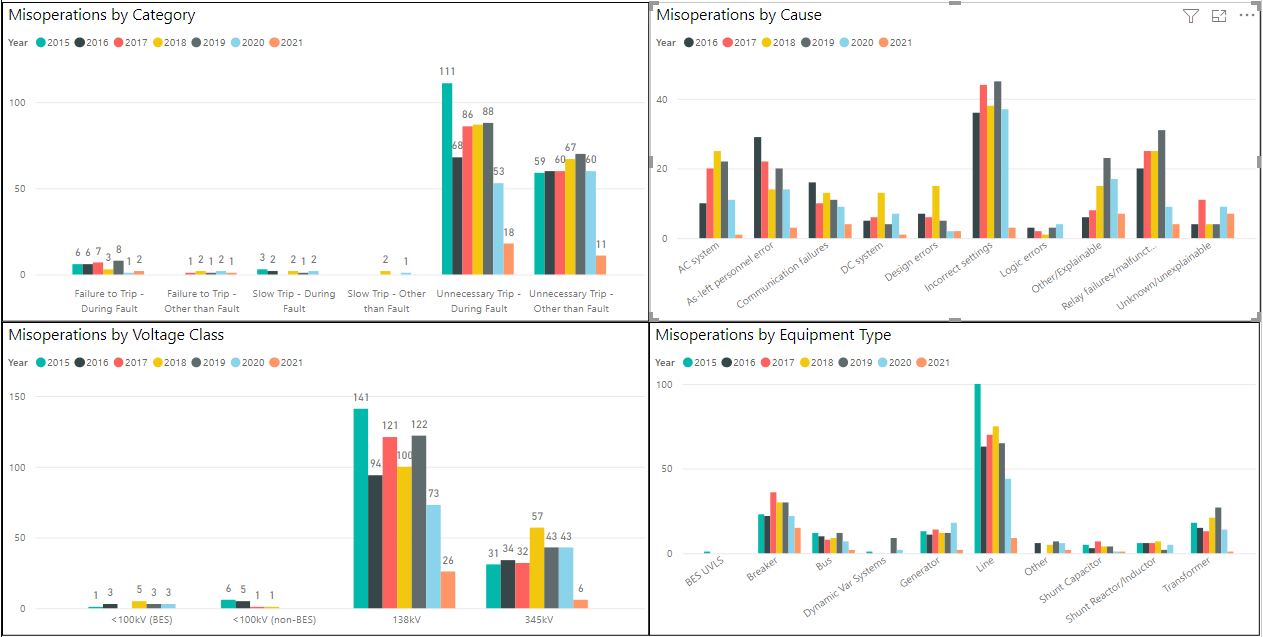 Misoperations by Category
Year 2015 2016 2017 2018 2019 2020 2021
100
50
0
6 6 7 3 8 1 2
1 2 1 2 1
3 2 2 1 2
2 1
111 68 86 88 53 18
59 60 67 60 11
Failure to Trip - During Fault
Failure to Trip - Other than Fault
Slow Trip - During Fault
Slow Trip - Other than Fault
Unnecessary Trip - During Fault
Unnecessary Trip - Other than Fault
Misoperations by Cause
Year 2016 2017 2018 2019 2020 2021
40
20
0
AC system
As-left personnel error
Communication failures
DC system
Design errors
Incorrect settings
Logic errors
Other/Explainable
Relay failures/malfunct...
Unknown/unexplainable
Misoperations by Voltage Class
Year 2015 2016 2017 2018 2019 2020 2021
150
100
50
0
1 3 5 3 3
6 5 1 1
141 94 121 100 122 73 26
31 34 32 57 43 43 6
<100kV (BES)
<100kV (non-BES)
138kV
345kV
Misoperations by Equipment Type
Year 2015 2016 2017 2018 2019 2020 2021
100
50
0
BES UVLS
Breaker
Bus
Dynamic Var Systems
Generator
Line
Other
Shunt Capacitor
Shunt Reactor/Inductor
Transformer